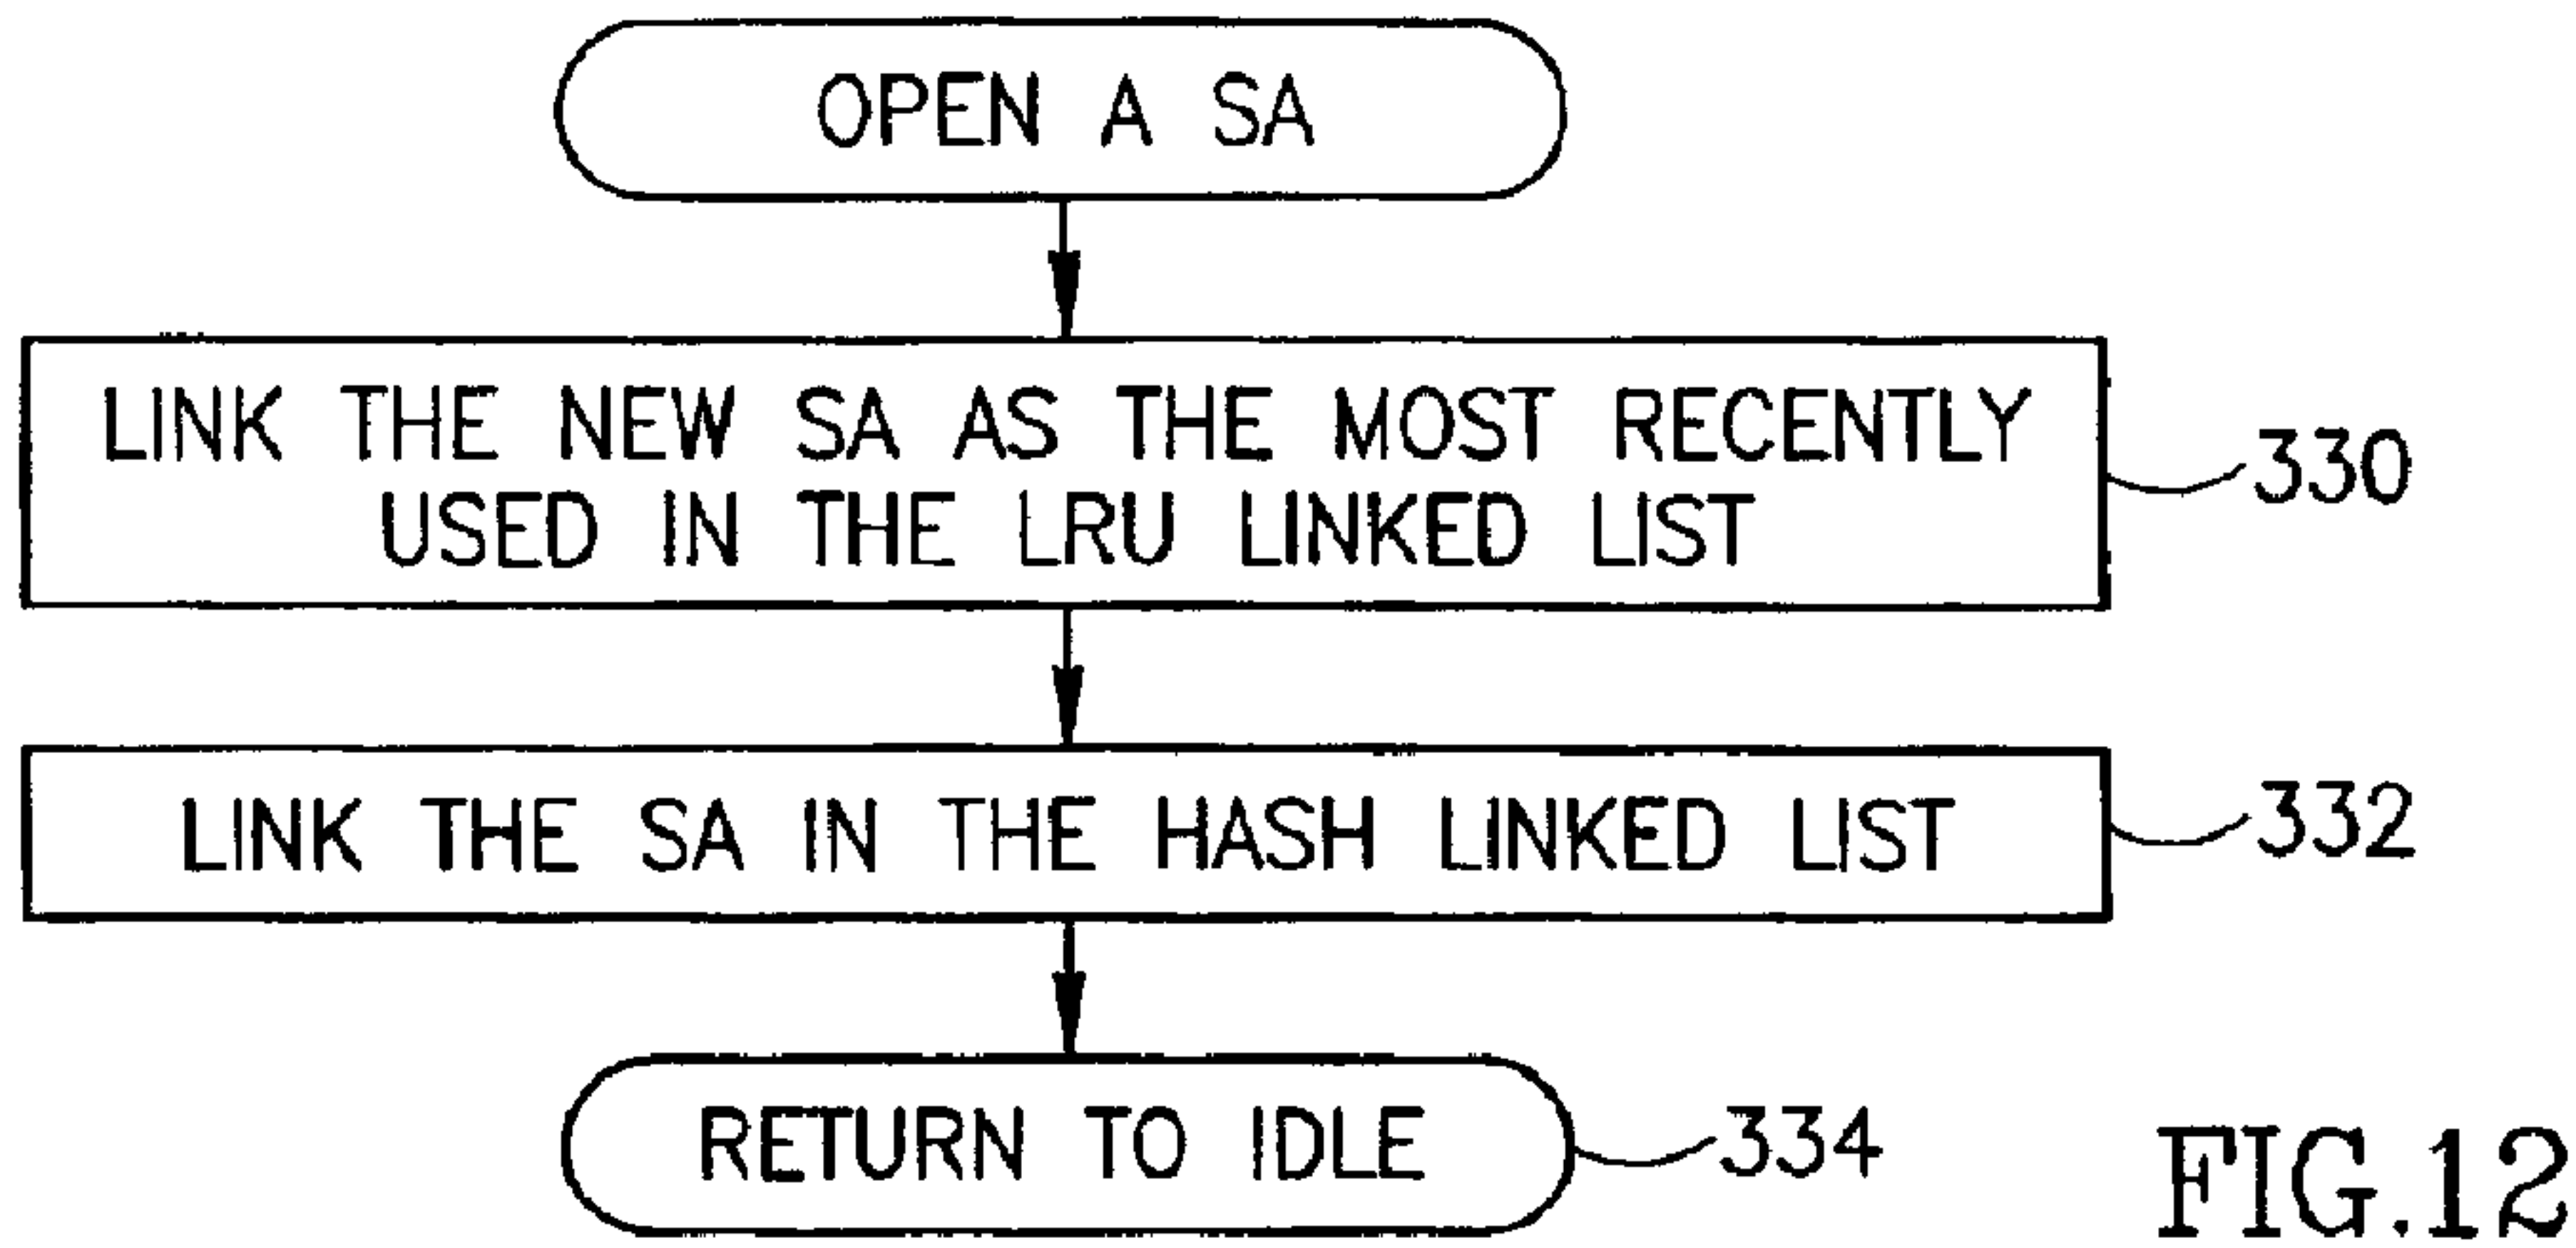 OPEN A SA
LINK THE NEW SA AS THE MOST RECENTLY
USED IN THE LRU LINKED LIST
330
LINK THE SA IN THE HASH LINKED LIST
332
RETURN TO IDLE
334
FIG.12